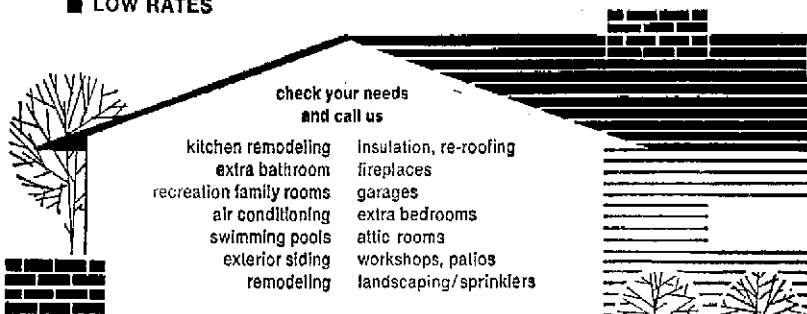 ■ LOW RATES
check your needs
and call us
kitchen remodeling insulation, re-roofing
extra bathroom fireplaces
recreation family rooms garages
air conditioning extra bedrooms
swimming pools attic rooms
exterior siding workshops, patios
remodeling landscaping/sprinklers